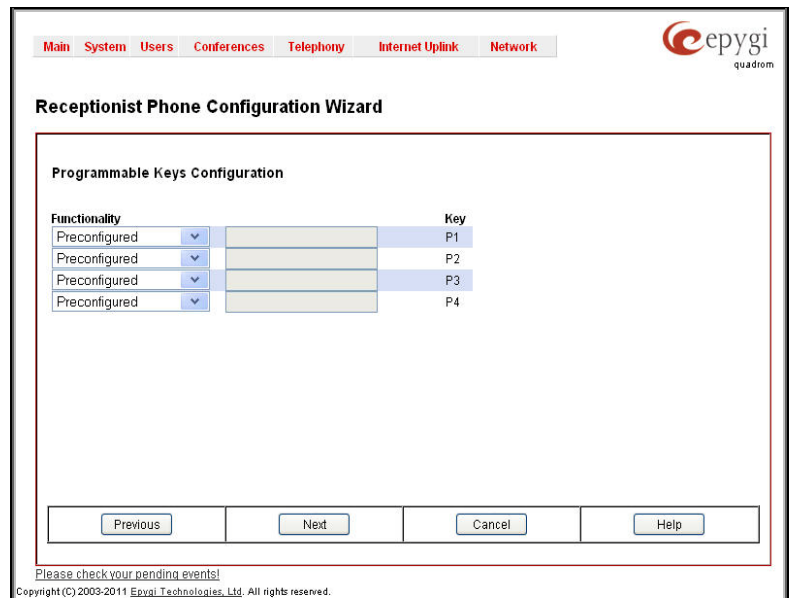 Main System Users Conferences Telephony Internet Uplink Network
epygi
quadrom
Receptionist Phone Configuration Wizard
Programmable Keys Configuration
Functionality Key
Preconfigured P1
Preconfigured P2
Preconfigured P3
Preconfigured P4
Previous Next Cancel Help
Please check your pending events!
Copyright (C) 2003-2011 Epygi Technologies, Ltd. All rights reserved.